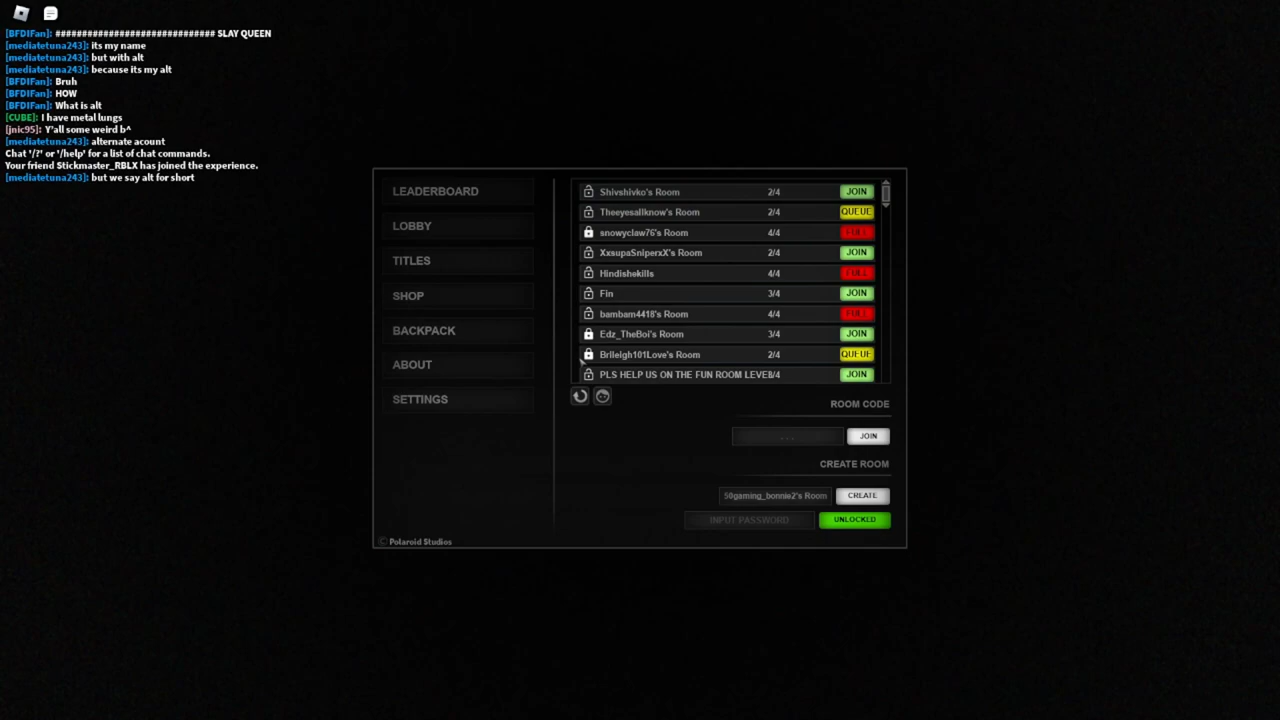 [BFDIFan]: ############################## SLAY QUEEN
[mediatetuna243]: its my name
[mediatetuna243]: but with alt
[mediatetuna243]: because its my alt
[BFDIFan]: Bruh
[BFDIFan]: HOW
[BFDIFan]: What is alt
[CUBE]: I have metal lungs
[jnic95]: Y'all some weird b^
[mediatetuna243]: alternate acount
Chat '/?' or '/help' for a list of chat commands.
Your friend Stickmaster_RBLX has joined the experience.
[mediatetuna243]: but we say alt for short
LEADERBOARD
LOBBY
TITLES
SHOP
BACKPACK
ABOUT
SETTINGS
Shivshivko's Room 2/4 JOIN
Theeyesallknow's Room 2/4 QUEUE
snowyclaw76's Room 4/4 FULL
XxsupaSniperxX's Room 2/4 JOIN
Hindishekills 4/4 FULL
Fin 3/4 JOIN
bambam4418's Room 4/4 FULL
Edz_TheBoi's Room 3/4 JOIN
Brileigh101Love's Room 2/4 QUEUE
PLS HELP US ON THE FUN ROOM /4 JOIN
ROOM CODE
... JOIN
CREATE ROOM
50gaming_bonnie2's Room CREATE
INPUT PASSWORD UNLOCKED
© Polaroid Studios